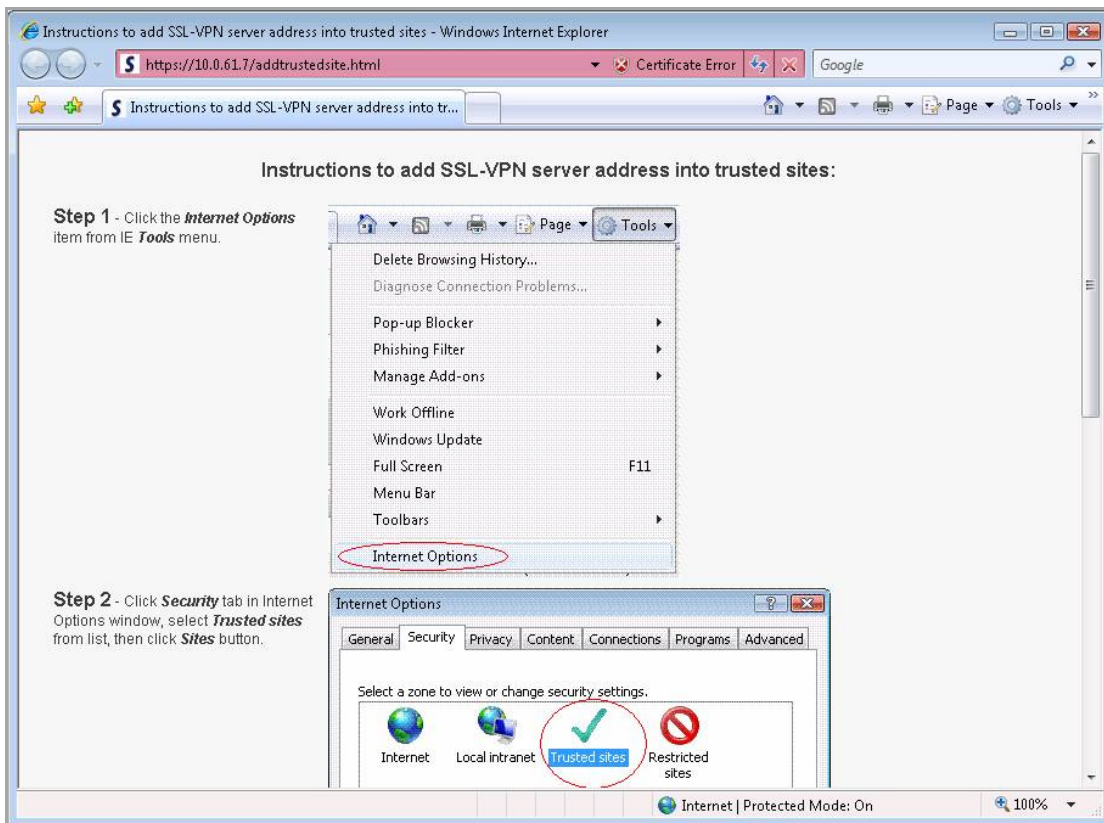 Instructions to add SSL-VPN server address into trusted sites - Windows Internet Explorer
https://10.0.61.7/addtrustedsite.html
Certificate Error
Google
Instructions to add SSL-VPN server address into tr...
Page
Tools
Instructions to add SSL-VPN server address into trusted sites:
Step 1 - Click the Internet Options
item from IE Tools menu.
Page
Tools
Delete Browsing History...
Diagnose Connection Problems...
Pop-up Blocker
Phishing Filter
Manage Add-ons
Work Offline
Windows Update
Full Screen F11
Menu Bar
Toolbars
Internet Options
Step 2 - Click Security tab in Internet
Options window, select Trusted sites
from list, then click Sites button.
Internet Options
General Security Privacy Content Connections Programs Advanced
Select a zone to view or change security settings.
Internet
Local intranet
Trusted sites
Restricted
sites
Internet | Protected Mode: On
100%